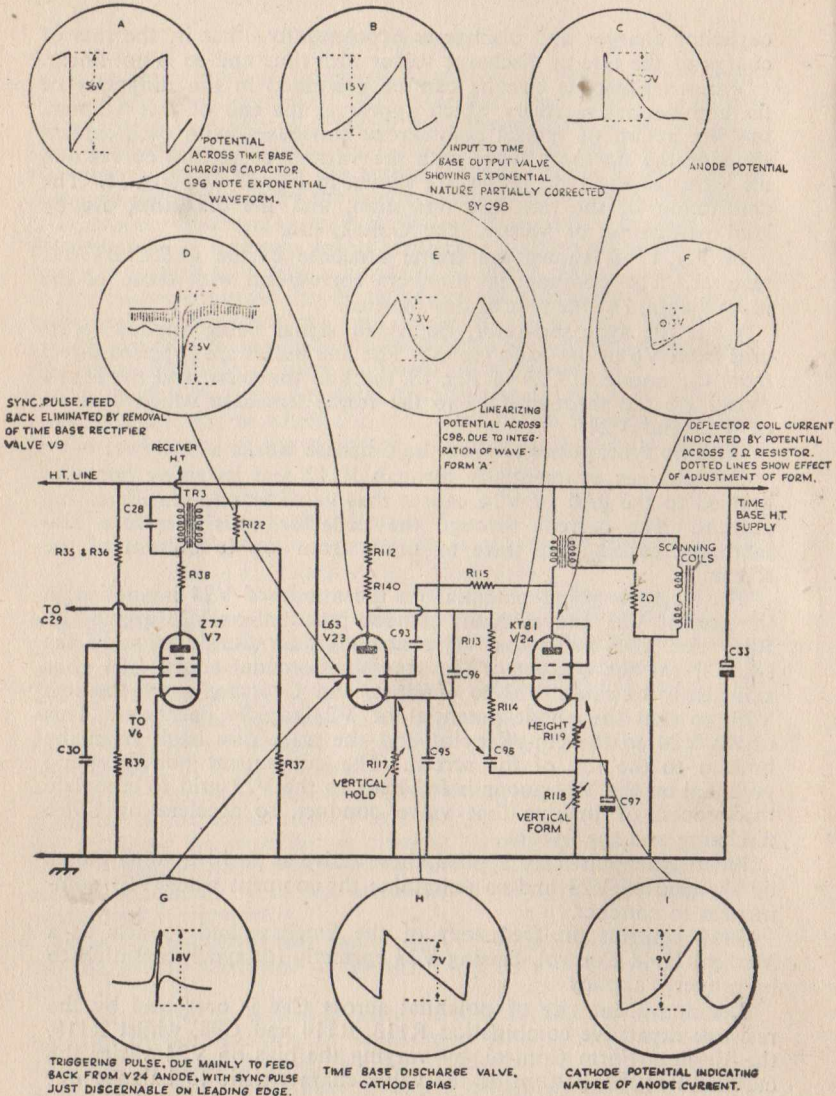 A
B
C
56V
15V
"POTENTIAL
ACROSS TIME BASE
CHARGING CAPACITOR
C96 NOTE EXPONENTIAL
WAVEFORM.
INPUT TO TIME
BASE OUTPUT VALVE
SHOWING EXPONENTIAL
NATURE PARTIALLY CORRECTED
BY C98
ANODE POTENTIAL
D
E
F
2.5V
7.3V
SYNC. PULSE. FEED
BACK ELIMINATED BY REMOVAL
OF TIME BASE RECTIFIER
VALVE V9
LINEARIZING
POTENTIAL ACROSS
C98. DUE TO INTEG-
RATION OF WAVE-
FORM "A"
DEFLECTOR COIL CURRENT
INDICATED BY POTENTIAL
ACROSS 2 Ω RESISTOR.
DOTTED LINES SHOW EFFECT
OF ADJUSTMENT OF FORM.
RECEIVER
H.T.
H.T. LINE
TR3
C28
R122
R35 & R36
R38
TO
C29
Z77
V7
TO
V6
C30
R39
R37
R112
R140
L63
V23
C93
R115
R113
C96
R114
R117
VERTICAL
HOLD
C95
C98
KT81
V24
HEIGHT
R119
R118
VERTICAL
FORM
C97
2Ω
SCANNING
COILS
TIME
BASE H.T.
SUPPLY
C33
G
H
I
18V
7V
9V
TRIGGERING PULSE, DUE MAINLY TO FEED
BACK FROM V24 ANODE, WITH SYNC PULSE
JUST DISCERNABLE ON LEADING EDGE.
TIME BASE DISCHARGE VALVE.
CATHODE BIAS.
CATHODE POTENTIAL INDICATING
NATURE OF ANODE CURRENT.